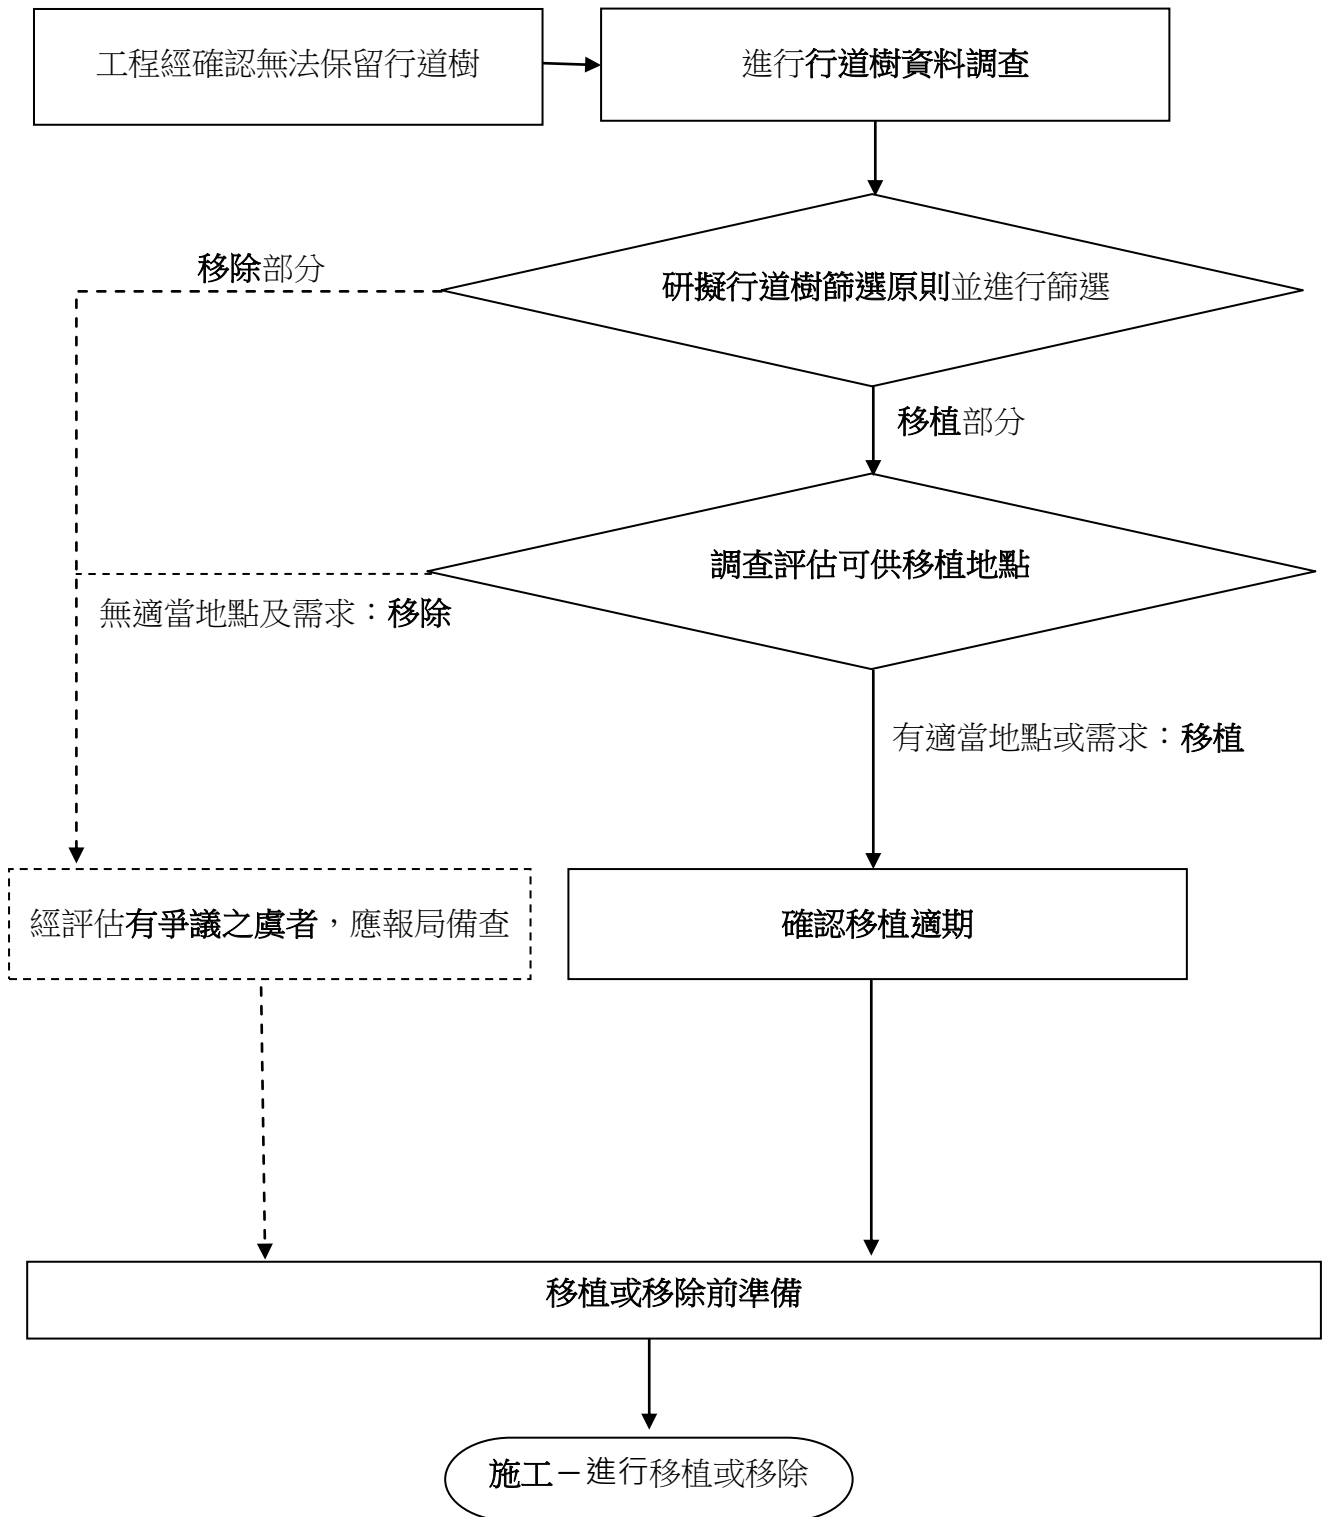 工程經確認無法保留行道樹
進行行道樹資料調查
研擬行道樹篩選原則並進行篩選
移除部分
移植部分
調查評估可供移植地點
無適當地點及需求：移除
有適當地點或需求：移植
經評估有爭議之虞者，應報局備查
確認移植適期
移植或移除前準備
施工－進行移植或移除